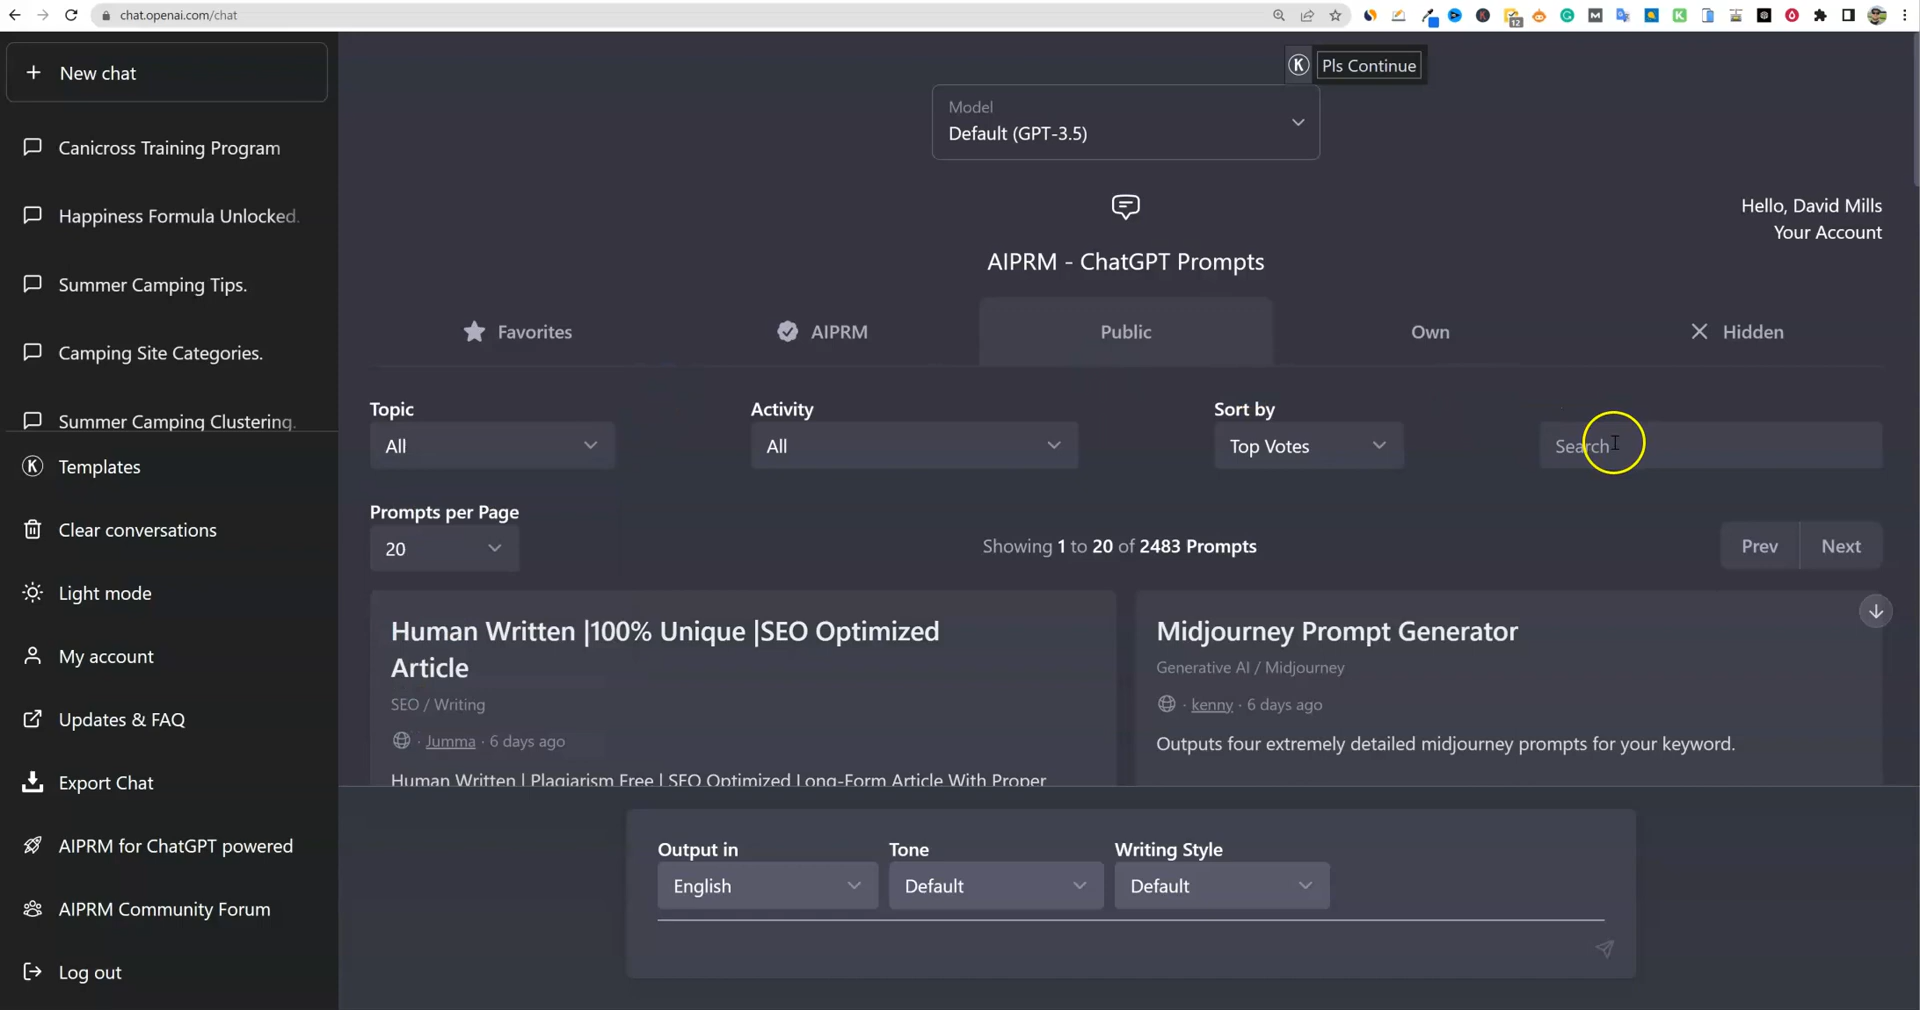 chat.openai.com/chat
12
New chat
Canicross Training Program
Happiness Formula Unlocked.
Summer Camping Tips.
Camping Site Categories.
Summer Camping Clustering.
K
Templates
Clear conversations
Light mode
My account
Updates & FAQ
Export Chat
AIPRM for ChatGPT powered
AIPRM Community Forum
Log out
K Pls Continue
Model
Default (GPT-3.5)
Hello, David Mills
Your Account
AIPRM - ChatGPT Prompts
Favorites AIPRM Public Own Hidden
Topic Activity Sort by
All All Top Votes Search
Prompts per Page
20
Showing 1 to 20 of 2483 Prompts
Prev Next
Human Written |100% Unique |SEO Optimized
Article
SEO / Writing
· Jumma · 6 days ago
Human Written | Plagiarism Free | SEO Optimized Long-Form Article With Proper
Midjourney Prompt Generator
Generative AI / Midjourney
· kenny · 6 days ago
Outputs four extremely detailed midjourney prompts for your keyword.
Output in Tone Writing Style
English Default Default